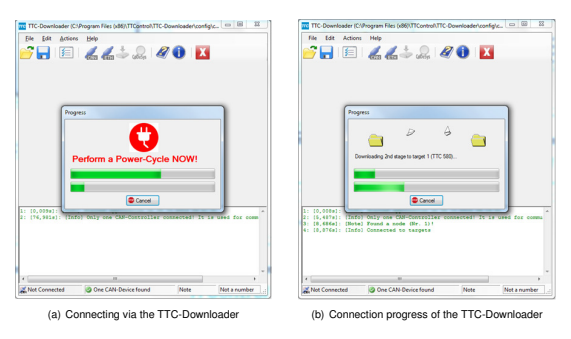 TTC-Downloader (C:\Program Files (x86)\TTControl\TTC-Downloader\config\c...
File Edit Actions Help
Progress
Perform a Power-Cycle NOW!
Cancel ...
1: [0,009s]:
2: [76,981s]: [Info] Only one CAN-Controller connected! It is used for comm
Not Connected One CAN-Device found Note Not a number
(a) Connecting via the TTC-Downloader
TTC-Downloader (C:\Program Files (x86)\TTControl\TTC-Downloader\config\c...
File Edit Actions Help
Progress
Downloading 2nd stage to target 1 (TTC 580)...
Cancel ...
1: [0,008s]:
2: [5,487s]: [Info] Only one CAN-Controller connected! It is used for commu
3: [8,686s]: [Note] Found a node (Nr. 1)!
4: [8,876s]: [Info] Connected to targets
Not Connected One CAN-Device found Note Not a number
(b) Connection progress of the TTC-Downloader